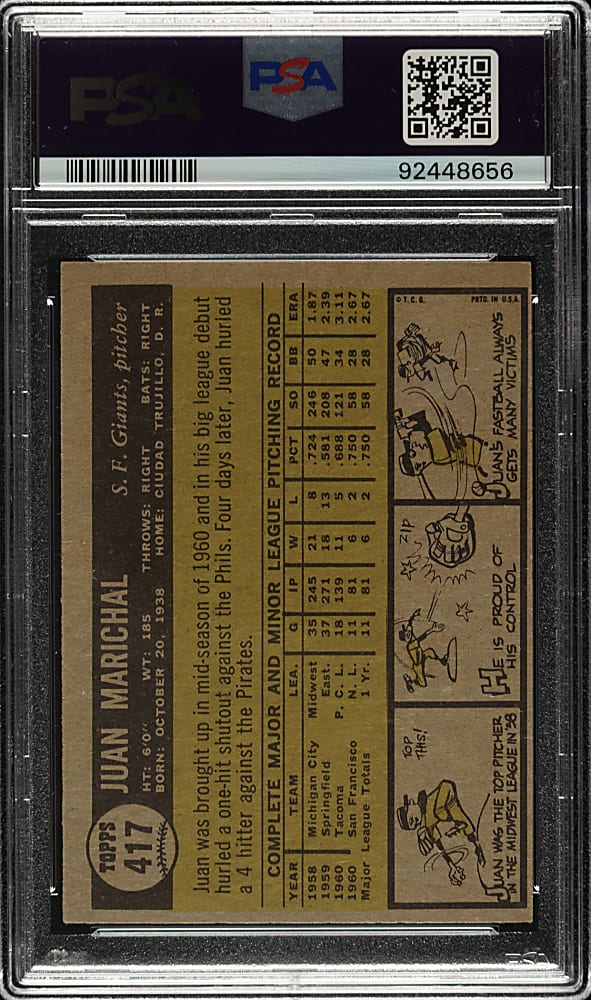 PSA
PSA
92448656
TOPPS
417
JUAN MARICHAL
S. F. Giants, pitcher
HT: 6'0" WT: 185 THROWS: RIGHT BATS: RIGHT
BORN: OCTOBER 20, 1938 HOME: CIUDAD TRUJILLO, D. R.
Juan was brought up in mid-season of 1960 and in his big league debut
hurled a one-hit shutout against the Phils. Four days later, Juan hurled
a 4 hitter against the Pirates.
COMPLETE MAJOR AND MINOR LEAGUE PITCHING RECORD
YEAR TEAM LEA. G IP W L PCT SO BB ERA
1958 Michigan City Midwest 35 245 21 8 .724 246 50 1.87
1959 Springfield East. 37 271 18 13 .581 208 47 2.39
1960 Tacoma P. C. L. 18 139 11 5 .688 121 34 3.11
1960 San Francisco N. L. 11 81 6 2 .750 58 28 2.67
Major League Totals 1 Yr. 11 81 6 2 .750 58 28 2.67
TOP THIS!
JUAN WAS THE TOP PITCHER
IN THE MIDWEST LEAGUE IN '58
ZIP
HE IS PROUD OF
HIS CONTROL
© T. C. G. PRTD. IN U.S.A.
JUAN'S FASTBALL ALWAYS
GETS MANY VICTIMS
PSA